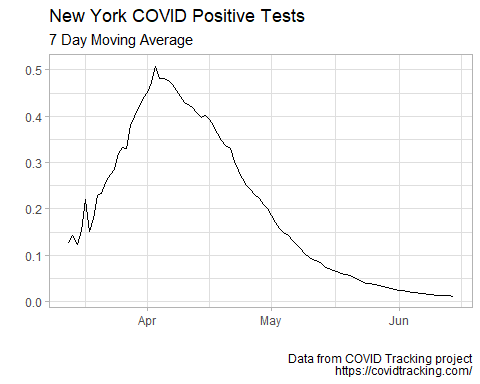 New York COVID Positive Tests
7 Day Moving Average
0.5
0.4
0.3
0.2
0.1
0.0
Apr May Jun
Data from COVID Tracking project
https://covidtracking.com/